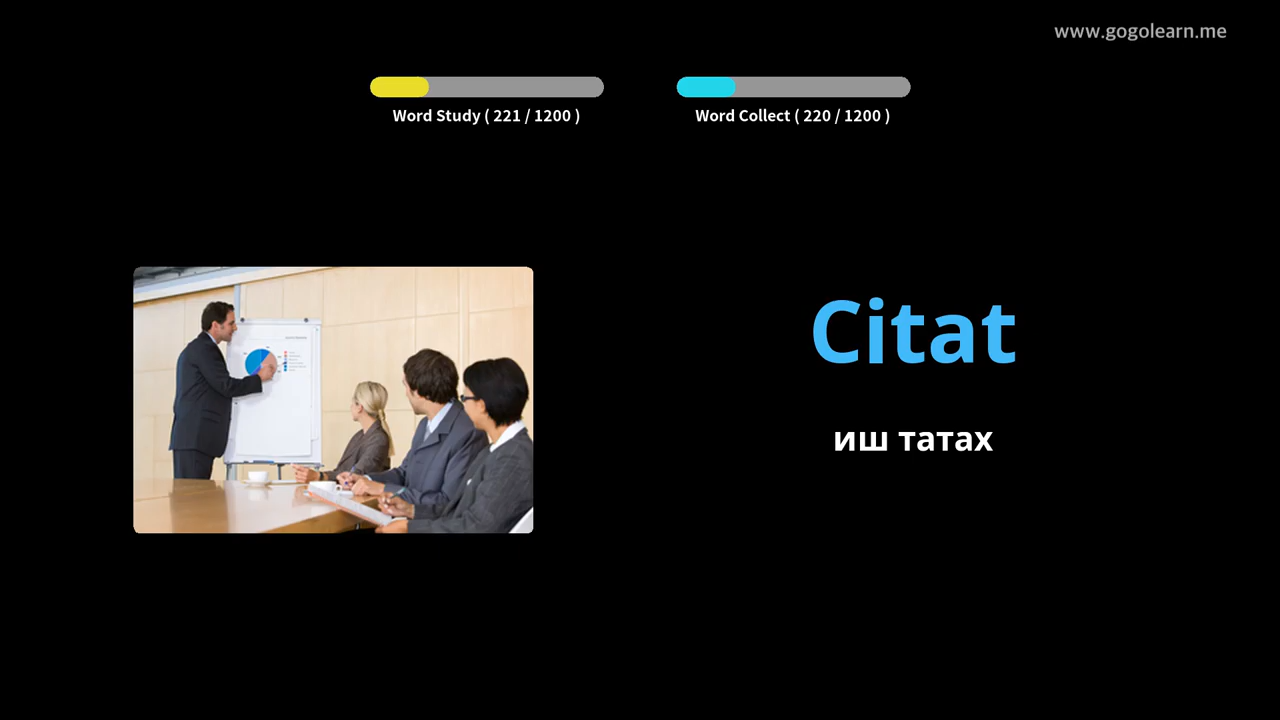 www.gogolearn.me
Word Study ( 221 / 1200 )
Word Collect ( 220 / 1200 )
Citat
иш татах